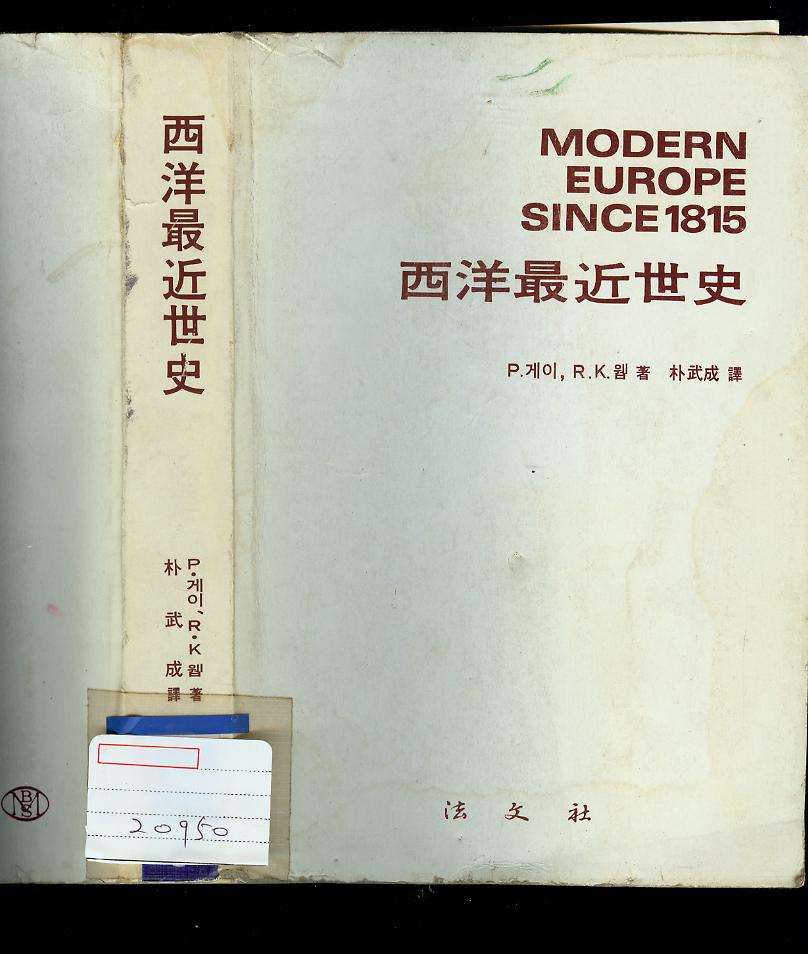 MODERN
EUROPE
SINCE 1815
西洋最近世史
P.게이, R.K.웹 著 朴武成 譯
法文社
西洋最近世史
P.게이, R.K 웹 著
朴武成 譯
20950